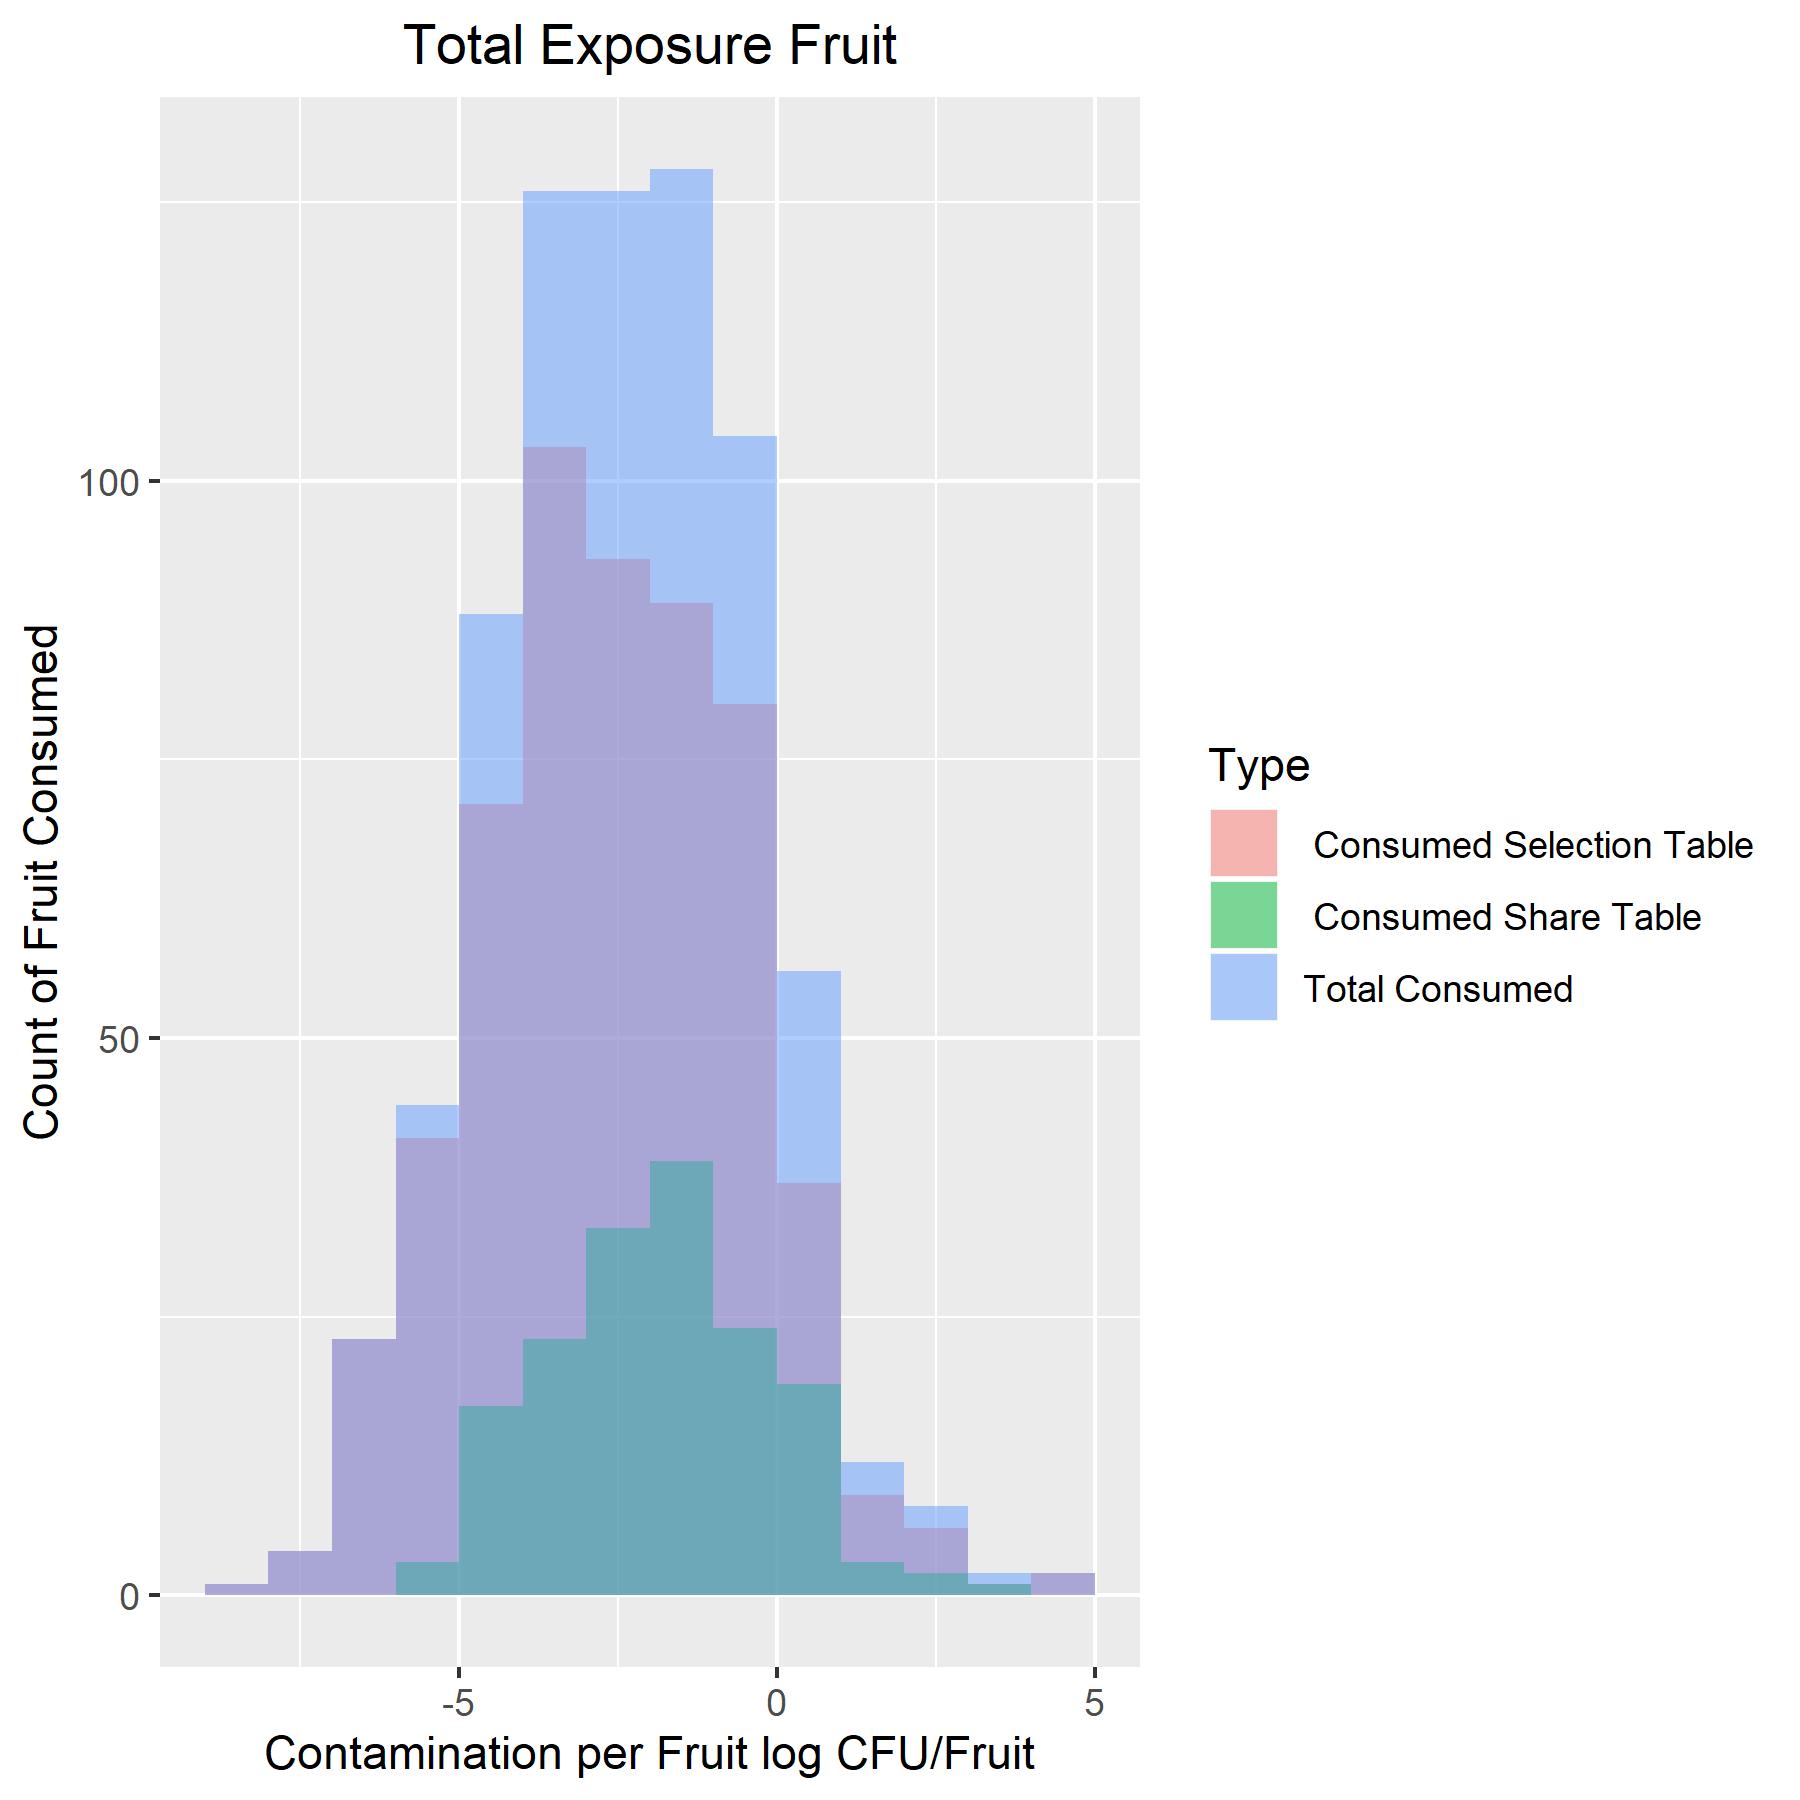 Total Exposure Fruit
100
50
0
Count of Fruit Consumed
-5
0
5
Contamination per Fruit log CFU/Fruit
Type
Consumed Selection Table
Consumed Share Table
Total Consumed